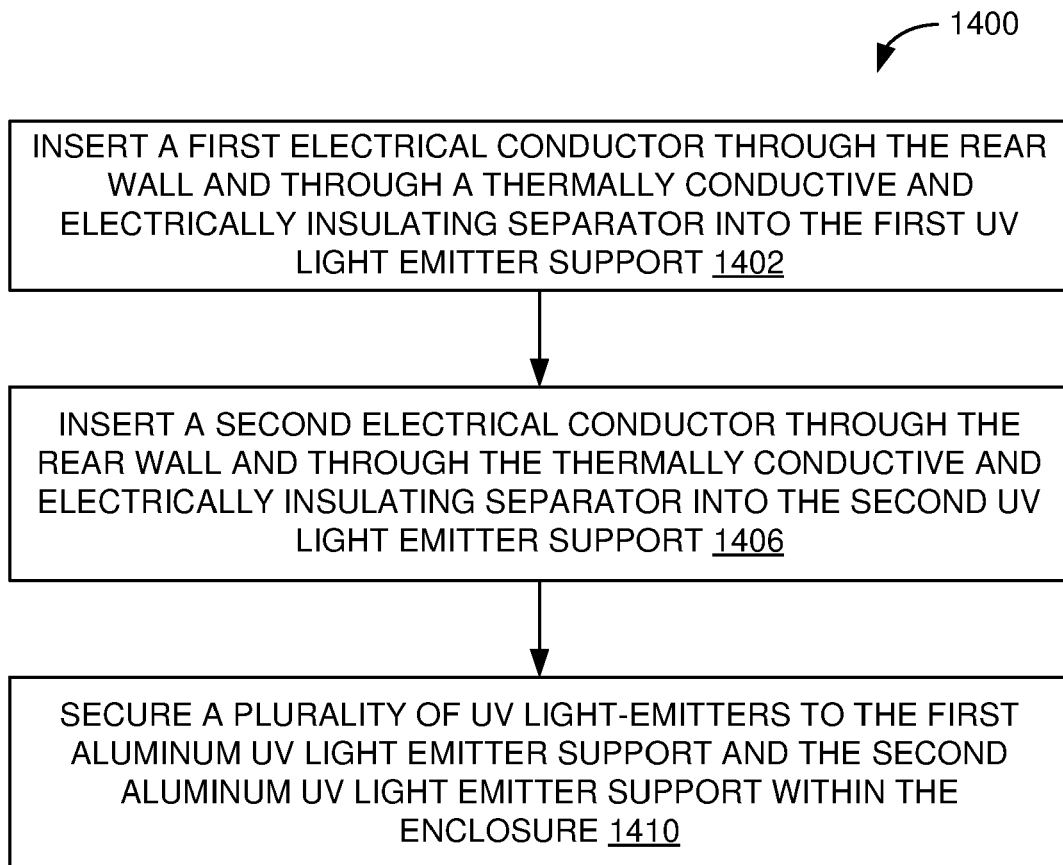 1400
INSERT A FIRST ELECTRICAL CONDUCTOR THROUGH THE REAR
WALL AND THROUGH A THERMALLY CONDUCTIVE AND
ELECTRICALLY INSULATING SEPARATOR INTO THE FIRST UV
LIGHT EMITTER SUPPORT 1402
INSERT A SECOND ELECTRICAL CONDUCTOR THROUGH THE
REAR WALL AND THROUGH THE THERMALLY CONDUCTIVE AND
ELECTRICALLY INSULATING SEPARATOR INTO THE SECOND UV
LIGHT EMITTER SUPPORT 1406
SECURE A PLURALITY OF UV LIGHT-EMITTERS TO THE FIRST
ALUMINUM UV LIGHT EMITTER SUPPORT AND THE SECOND
ALUMINUM UV LIGHT EMITTER SUPPORT WITHIN THE
ENCLOSURE 1410